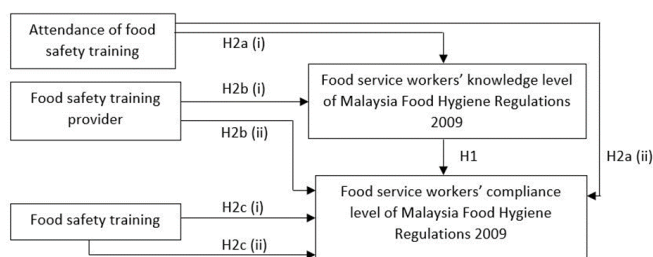 Attendance of food
safety training
H2a (i)
Food safety training
provider
H2b (i)
H2b (ii)
Food service workers’ knowledge level
of Malaysia Food Hygiene Regulations
2009
H1
H2a (ii)
Food service workers’ compliance
level of Malaysia Food Hygiene
Regulations 2009
Food safety training
H2c (i)
H2c (ii)